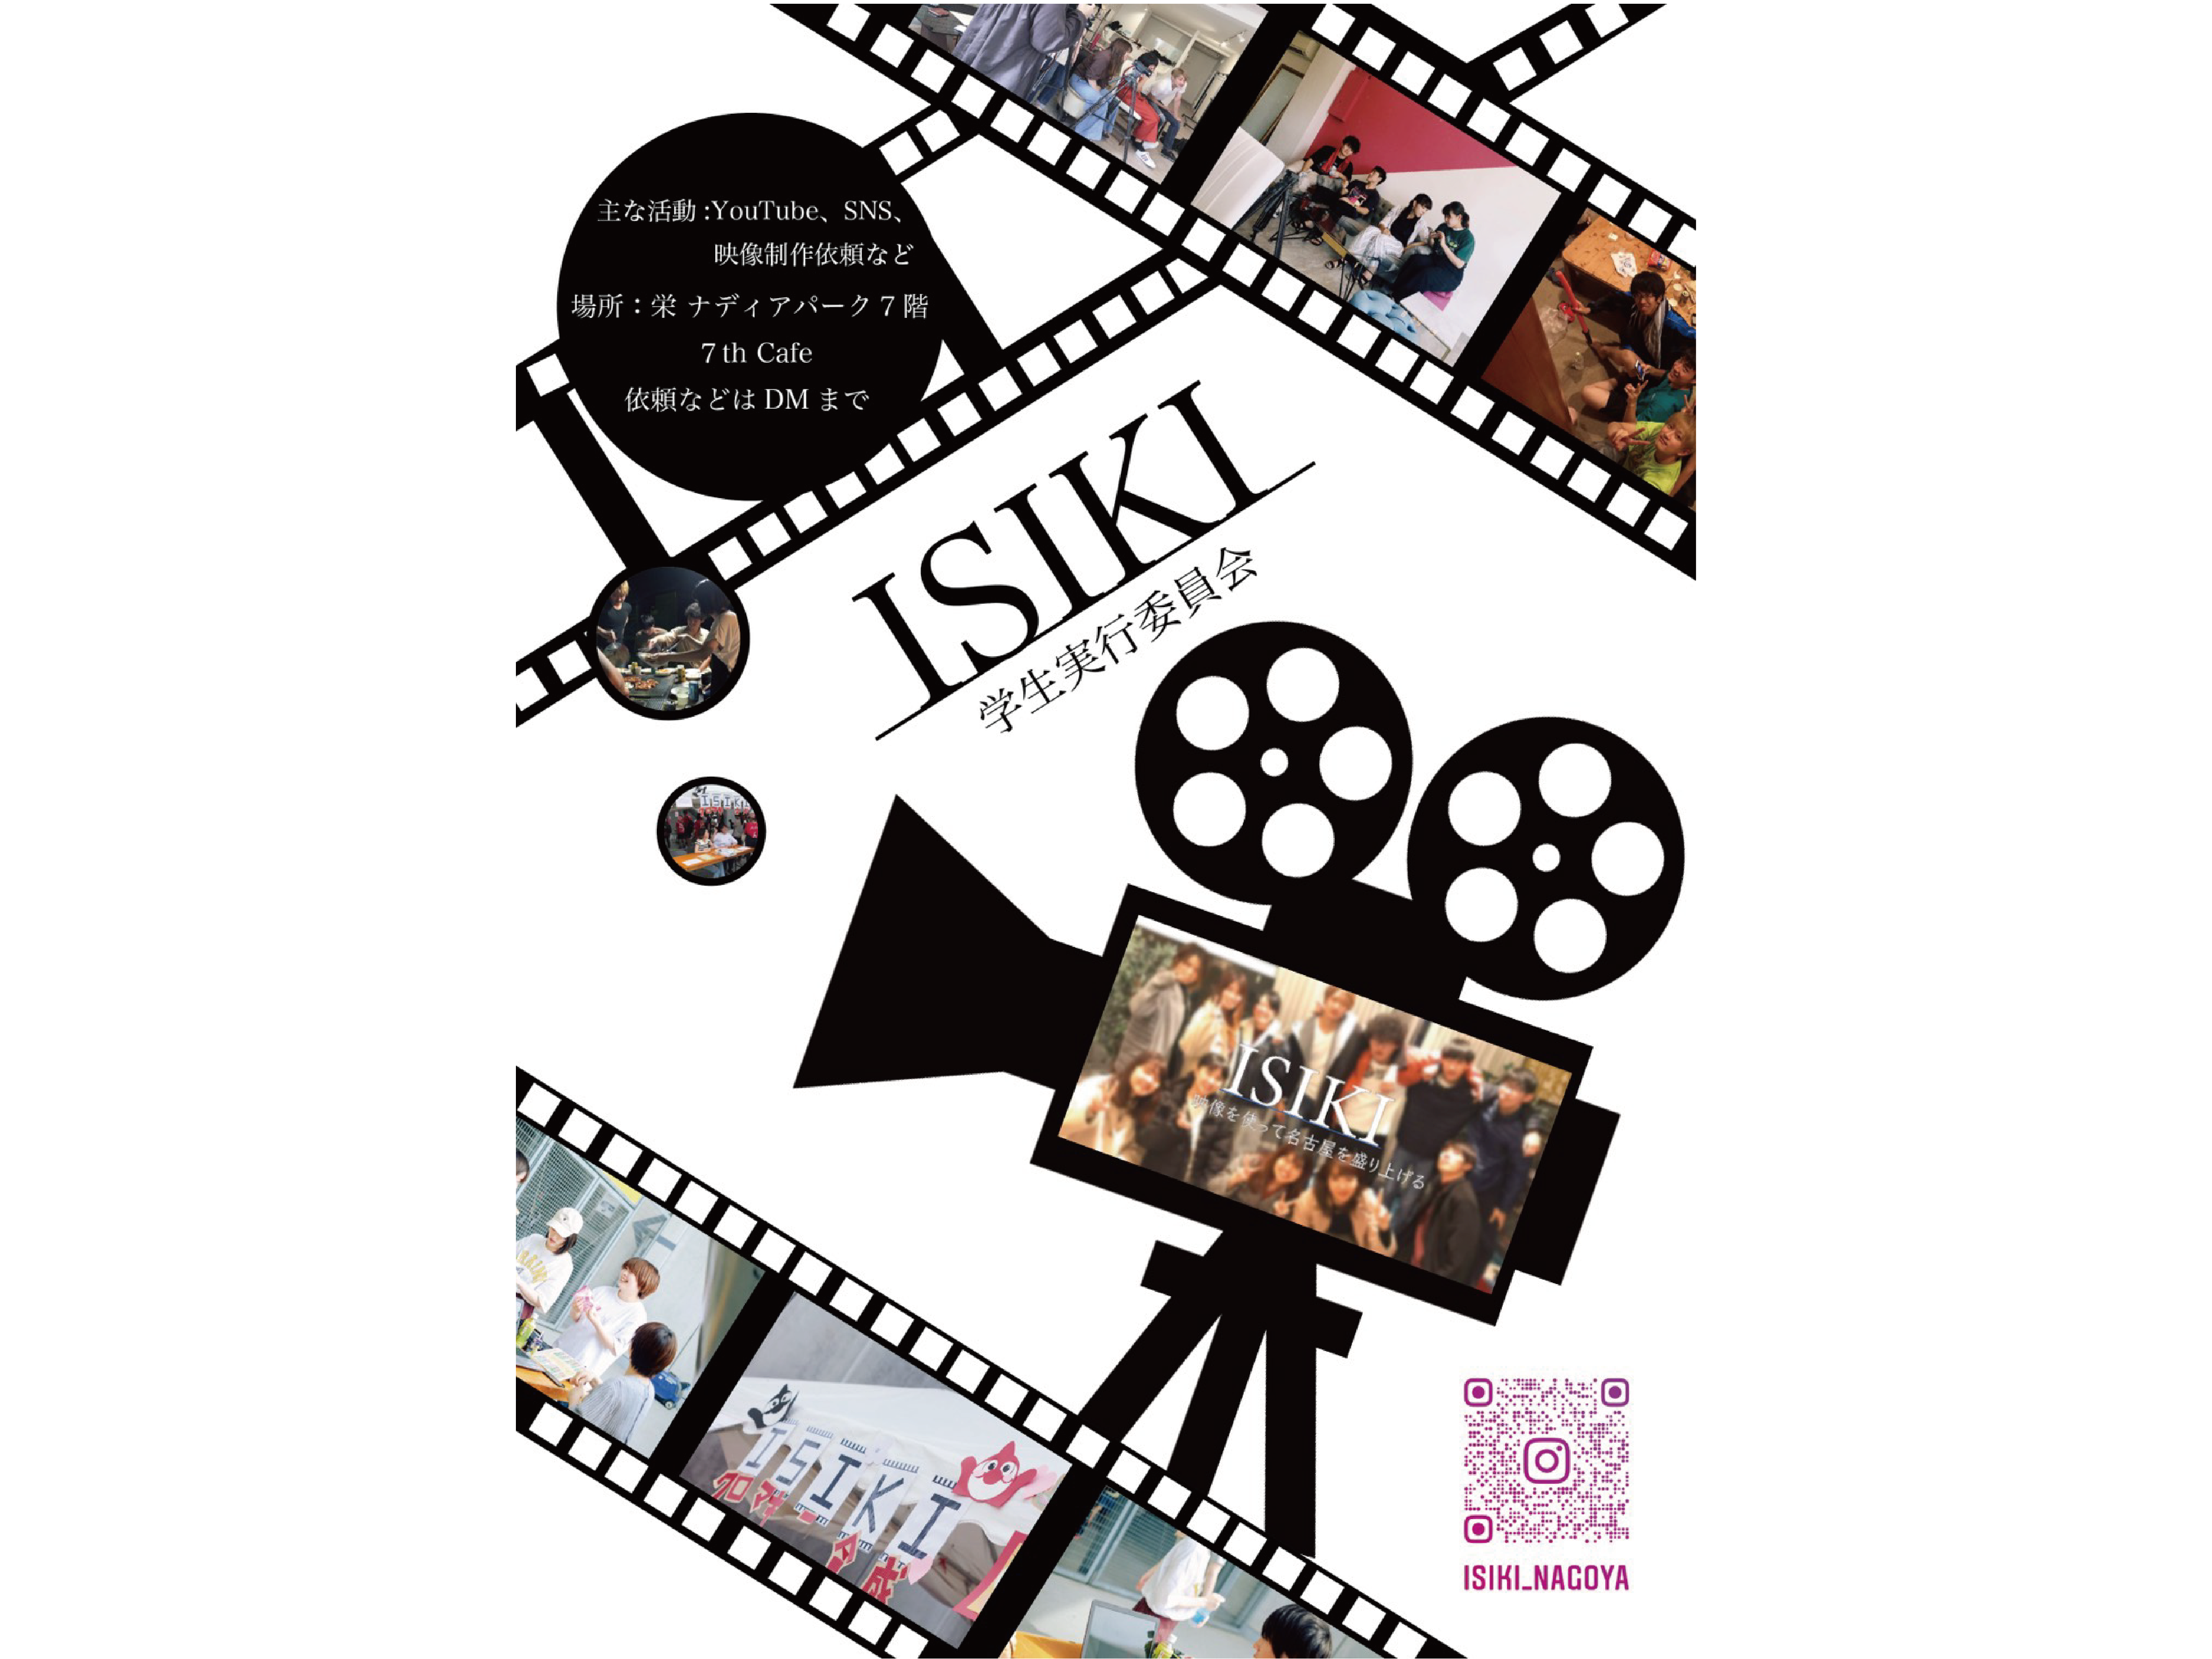 主な活動:YouTube、SNS、
映像制作依頼など
場所：栄 ナディアパーク7階
7th Cafe
依頼などはDMまで
ISIKI
学生実行委員会
ISIKI
ISIKI
映像を使って名古屋を盛り上げる
ISIKI
ISIKI_NAGOYA